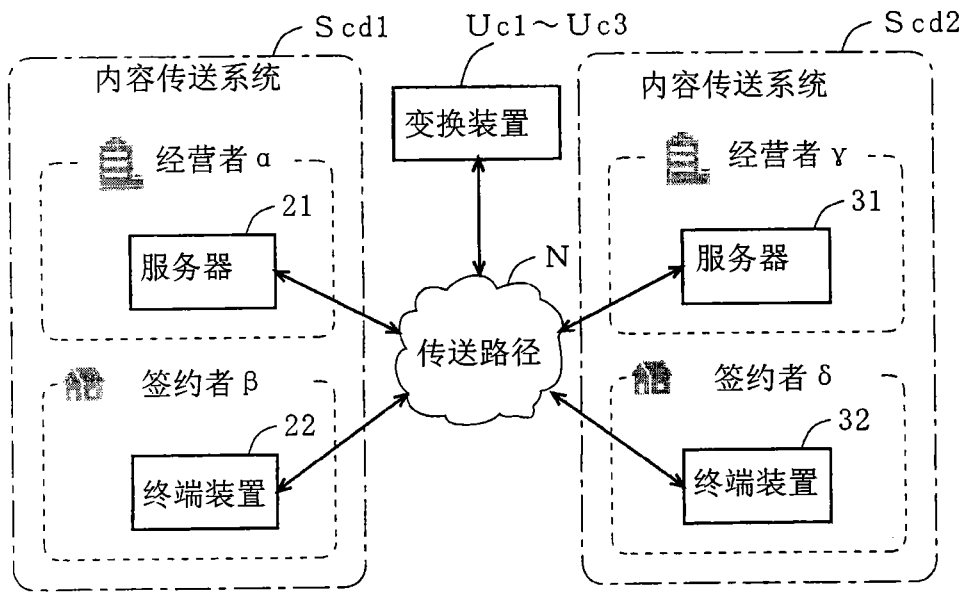 Scd1
Uc1～Uc3
Scd2
内容传送系统
变换装置
内容传送系统
经营者 α
经营者 γ
21
31
服务器
服务器
N
传送路径
签约者 β
签约者 δ
22
32
终端装置
终端装置